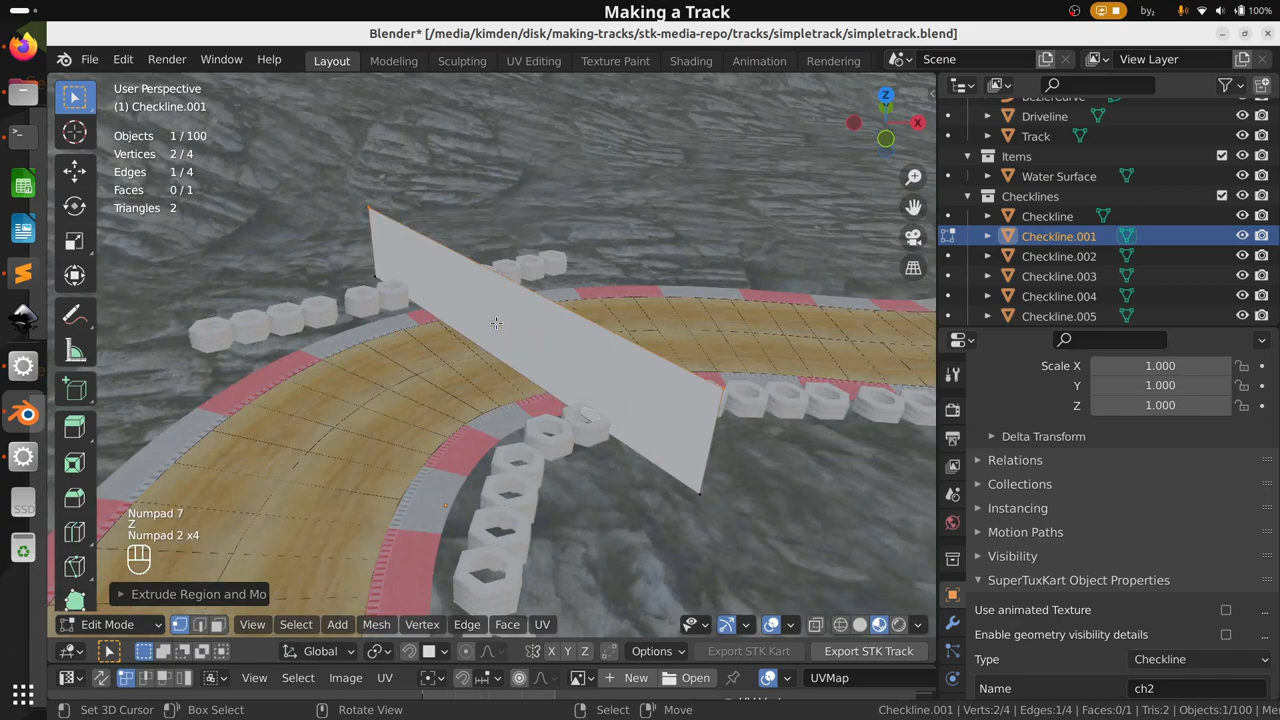 Making a Track
by₂
100%
Blender* [/media/kimden/disk/making-tracks/stk-media-repo/tracks/simpletrack/simpletrack.blend]
File Edit Render Window Help
Layout Modeling Sculpting UV Editing Texture Paint Shading Animation Rendering
Scene
View Layer
User Perspective
(1) Checkline.001
Objects 1/100
Vertices 2/4
Edges 1/4
Faces 0/1
Triangles 2
Z
X
BezierCurve
Driveline
Track
Items
Water Surface
Checklines
Checkline
Checkline.001
Checkline.002
Checkline.003
Checkline.004
Checkline.005
Scale X 1.000
Y 1.000
Z 1.000
Delta Transform
Relations
Collections
Instancing
Motion Paths
Visibility
SuperTuxKart Object Properties
Use animated Texture ...
Enable geometry visibility details ...
Type Checkline
Name ch2
Numpad 7
Z
Numpad 2 x4
Extrude Region and Mo
SSD
Edit Mode View Select Add Mesh Vertex Edge Face UV
Global X Y Z Options Export STK Kart Export STK Track
View Select Image UV New Open UVMap
Set 3D Cursor Box Select Rotate View Select Move Checkline.001 | Verts:2/4 | Edges:1/4 | Faces:0/1 | Tris:2 | Objects:1/100 | Mem